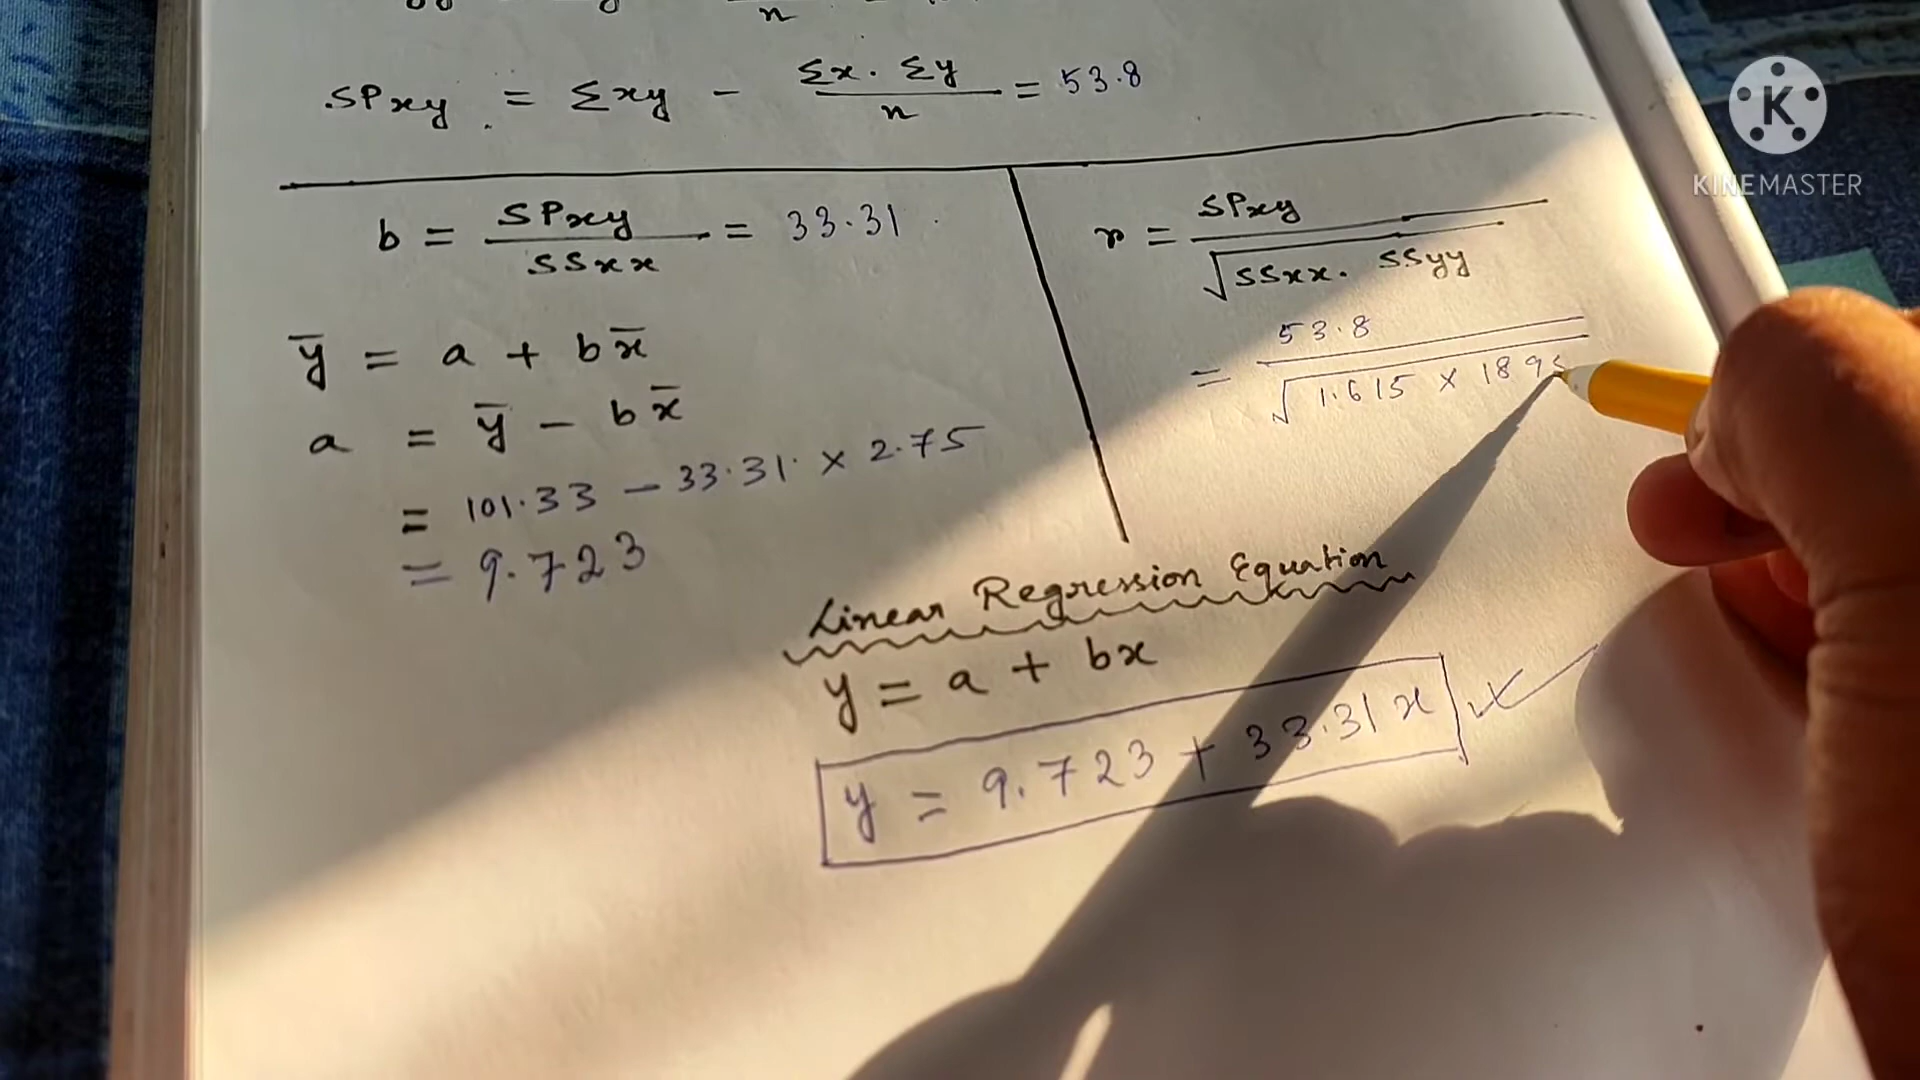 n
SPxy = Σxy - Σx. Σy / n = 53.8
b = SPxy / SSxx = 33.31
ȳ = a + bx̄
a = ȳ - bx̄
= 101.33 - 33.31 × 2.75
= 9.723
r = SPxy / √SSxx. SSyy
= 53.8 / √1.615 × 189
Linear Regression Equation
y = a + bx
y = 9.723 + 33.31x
K
KINEMASTER